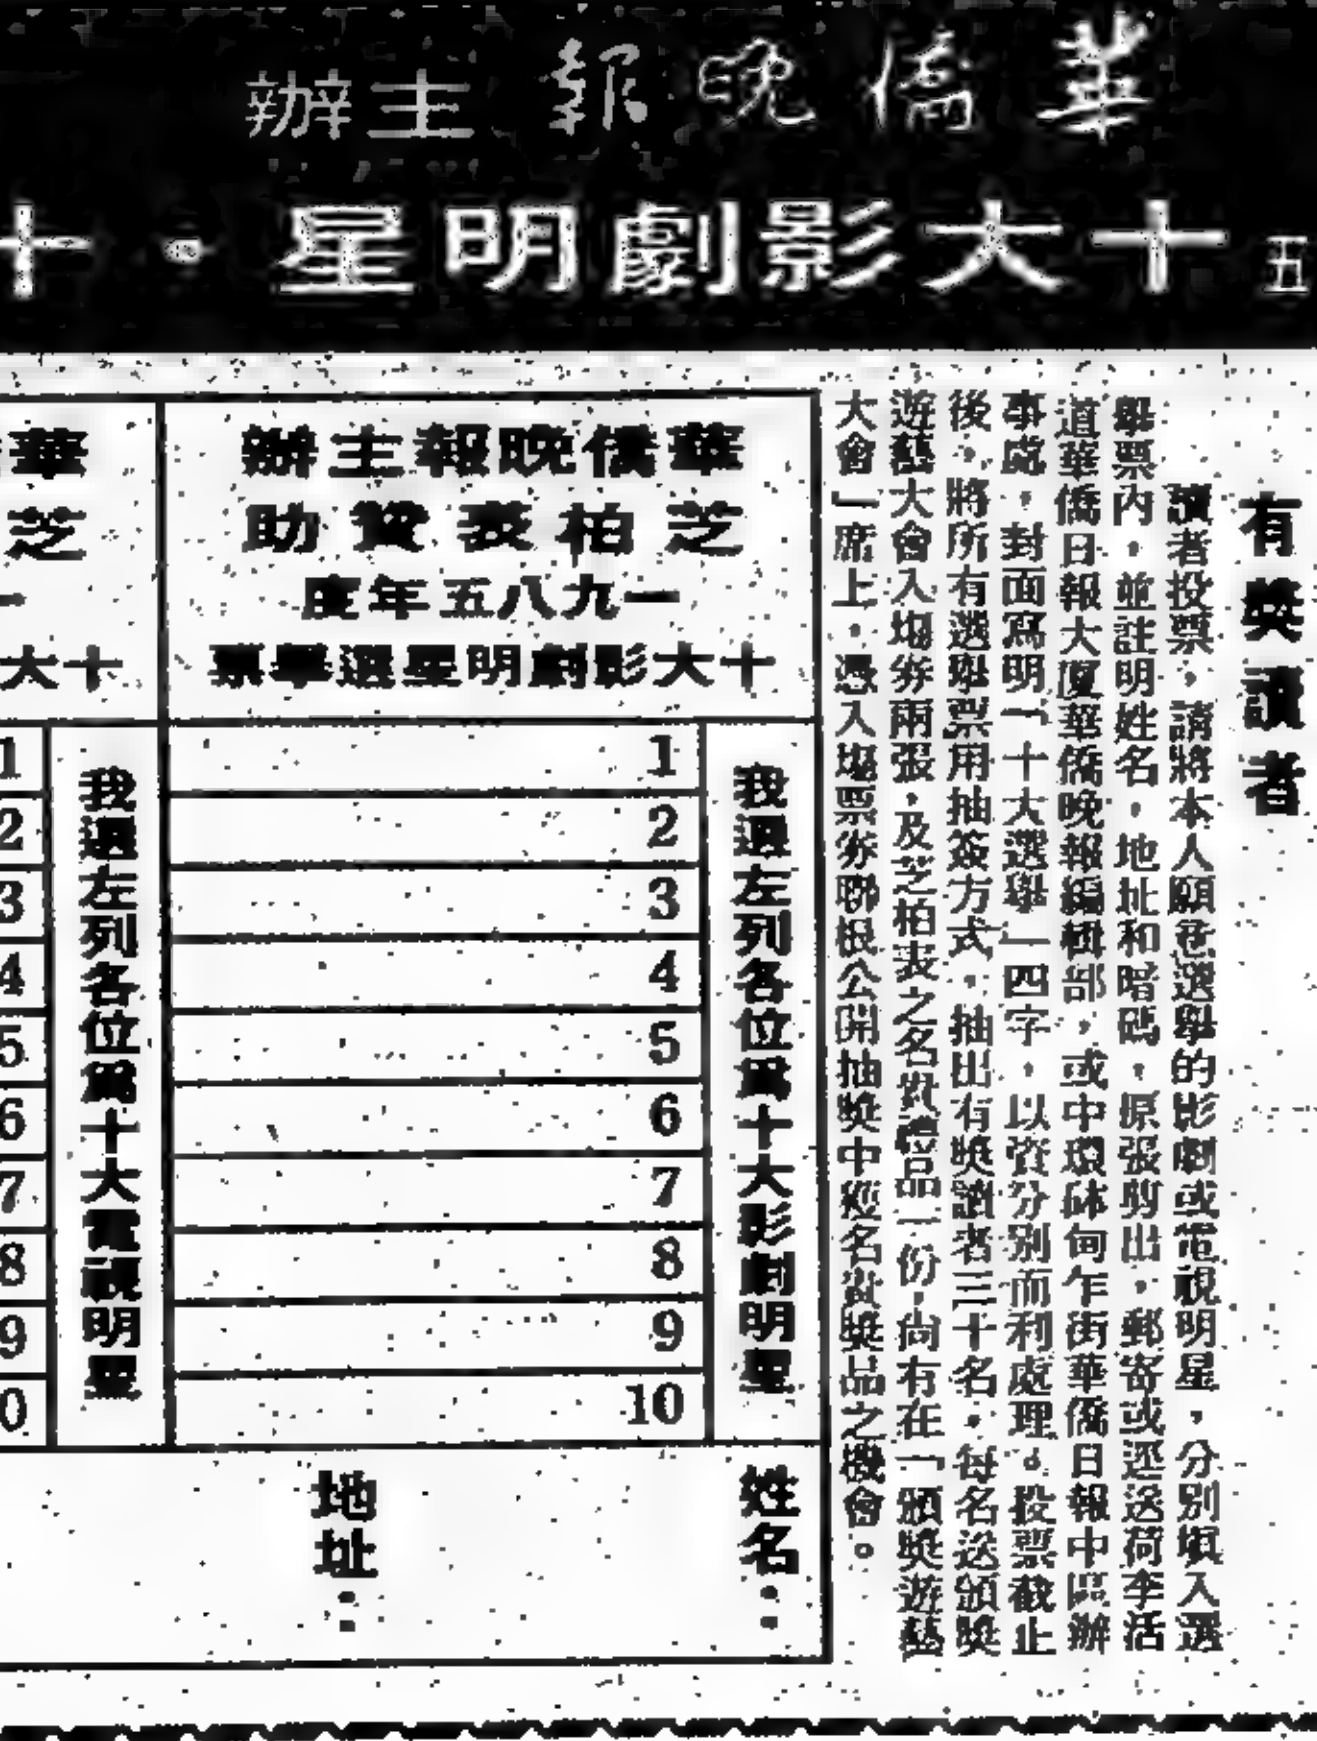 華僑晚報主辦
五
十大影劇明星・十
有獎讀者
讀者投票，請將本人願意選舉的影劇或電視明星，分別塡入選
舉票內，並註明姓名，地址和暗碼，原張剪出，郵寄或逕送荷李活
道華僑日報大厦華僑晚報編輯部，或中環砵甸乍街華僑日報中區辦
事處，封面寫明「十大選舉」四字，以資分别而利處理。投票截止
後，將所有選舉票用抽簽方式，抽出有獎讀者三十名，每名送頒獎
遊藝大會入塲券兩張，及芝柏表之名貴禮品一份，尙有在「頒獎遊藝
大會」席上，憑入塲票券聯根公開抽獎中獲名貴獎品之機會。
華僑晚報主辦
芝柏表贊助
一九八五年度
十大影劇明星選舉票
我選左列各位爲十大影劇明星
1
2
3
4
5
6
7
8
9
10
姓名：
地址：
華
芝
一
十大
我選左列各位爲十大電視明星
1
2
3
4
5
6
7
8
9
0